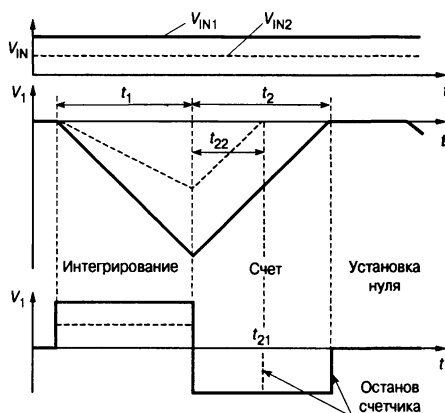 V_IN1
V_IN2
V_IN
t
V_1
t_1
t_2
t
t_22
Интегрирование
Счет
Установка
нуля
V_1
t_21
t
Останов
счетчика